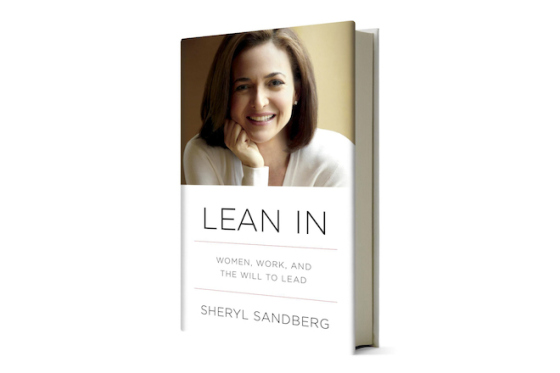 LEAN IN
WOMEN, WORK, AND
THE WILL TO LEAD
SHERYL SANDBERG